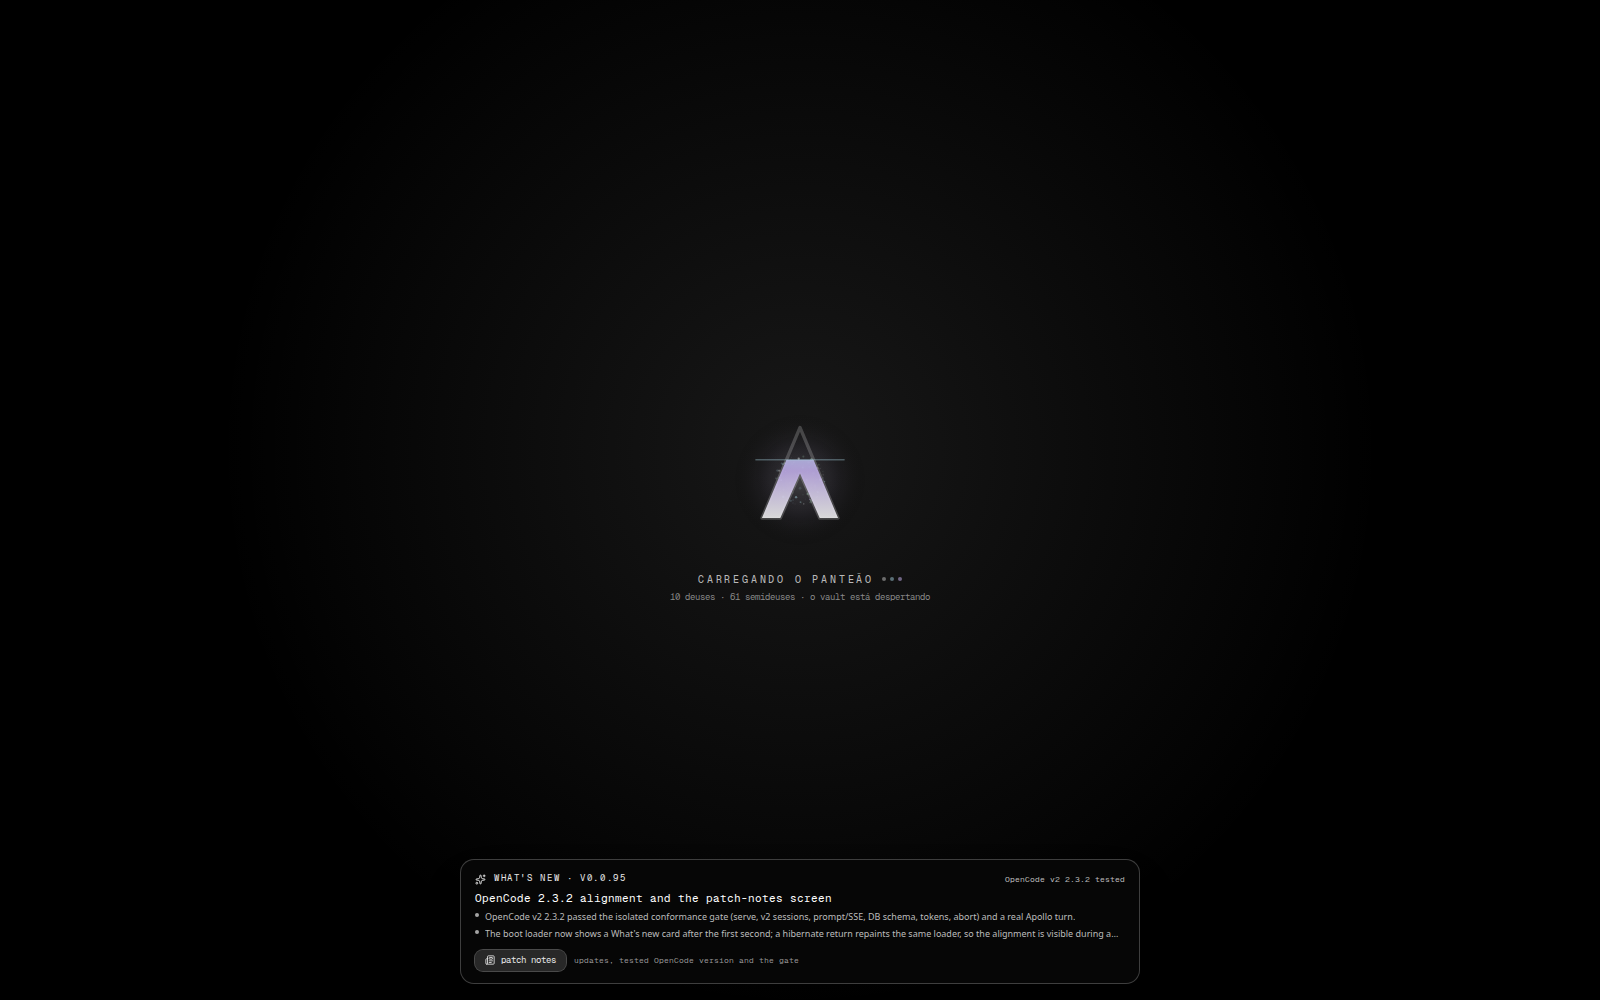 CARREGANDO O PANTEÃO
10 deuses · 61 semideuses · o vault está despertando
WHAT'S NEW · V0.0.95
OpenCode v2 2.3.2 tested
OpenCode 2.3.2 alignment and the patch-notes screen
OpenCode v2 2.3.2 passed the isolated conformance gate (serve, v2 sessions, prompt/SSE, DB schema, tokens, abort) and a real Apollo turn.
The boot loader now shows a What's new card after the first second; a hibernate return repaints the same loader, so the alignment is visible during a...
patch notes
updates, tested OpenCode version and the gate